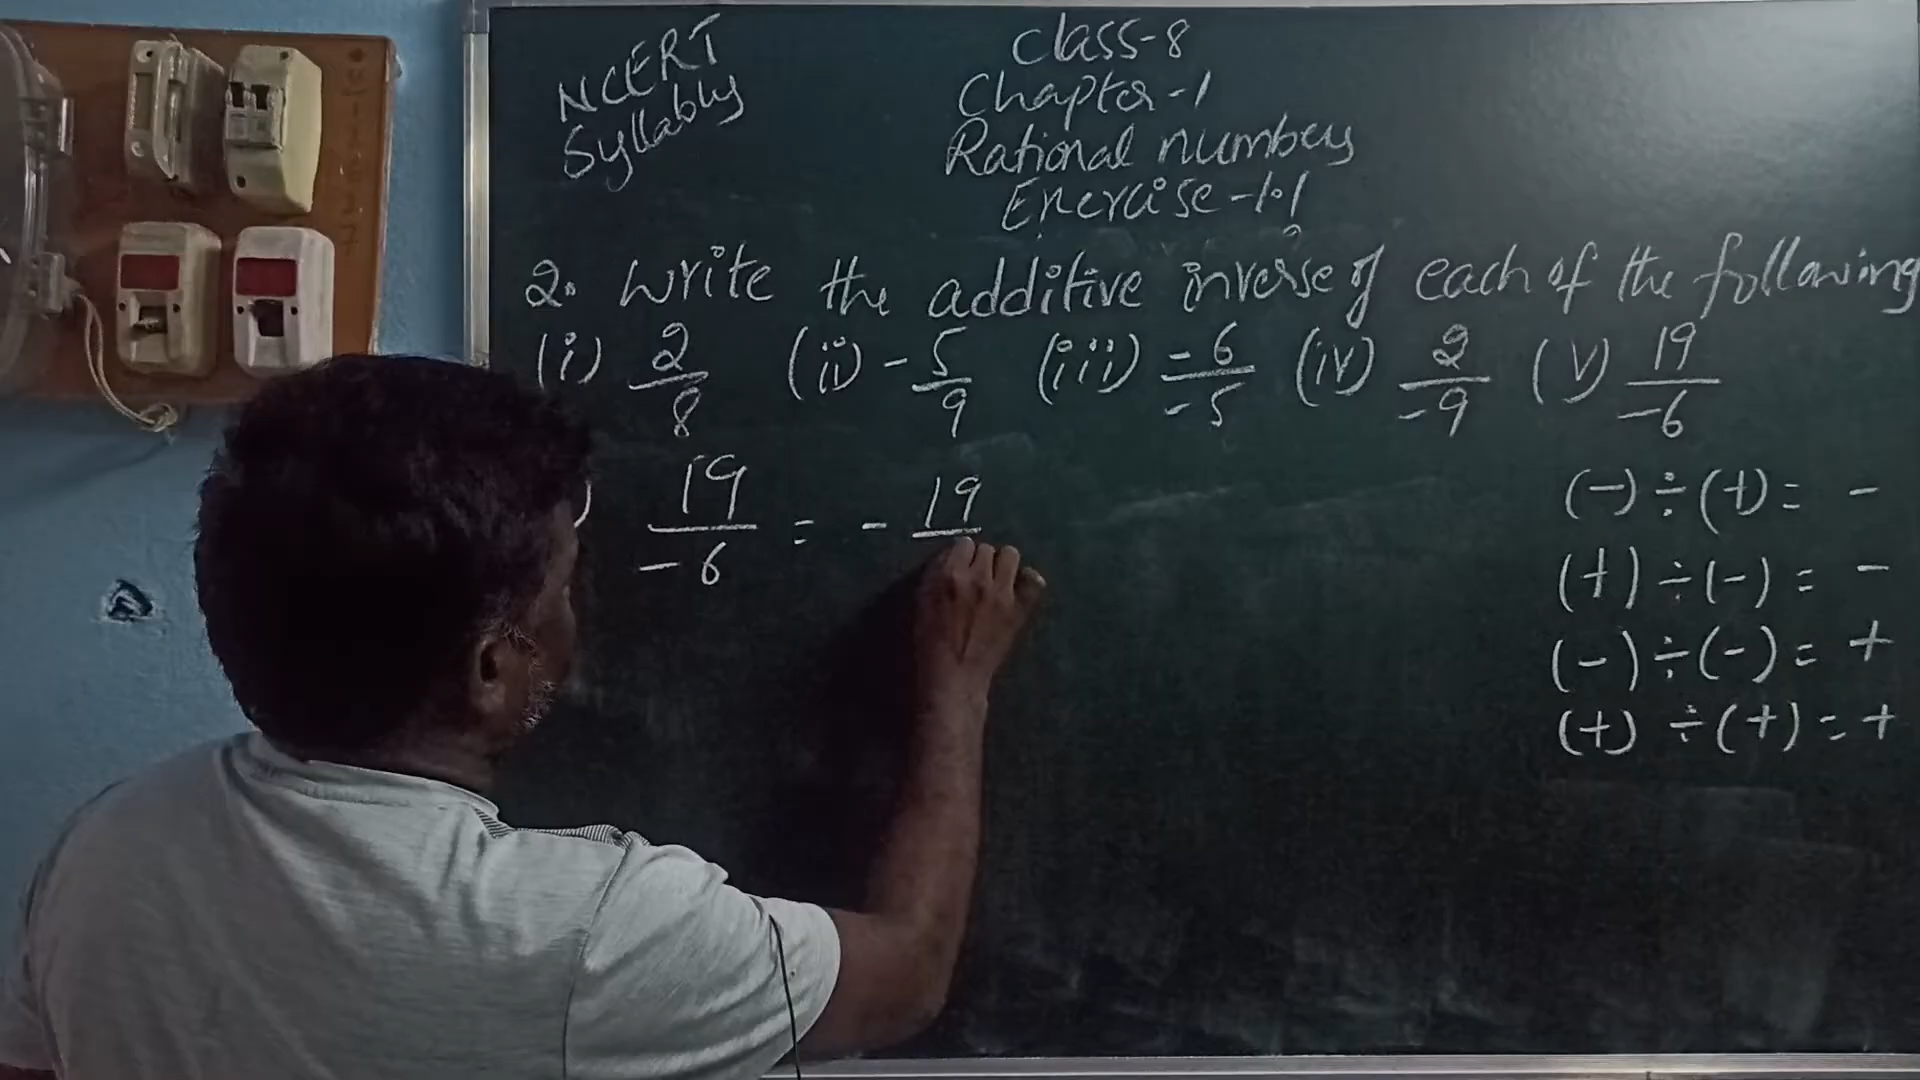 NCERT
Syllabus
Class-8
Chapter-1
Rational numbers
Exercise-1.1
2. Write the additive inverse of each of the following
(i) 2/8 (ii) -5/9 (iii) -6/-5 (iv) 2/-9 (v) 19/-6
) 19/-6 = - 19/
(-) ÷ (+) = -
(+) ÷ (-) = -
(-) ÷ (-) = +
(+) ÷ (+) = +